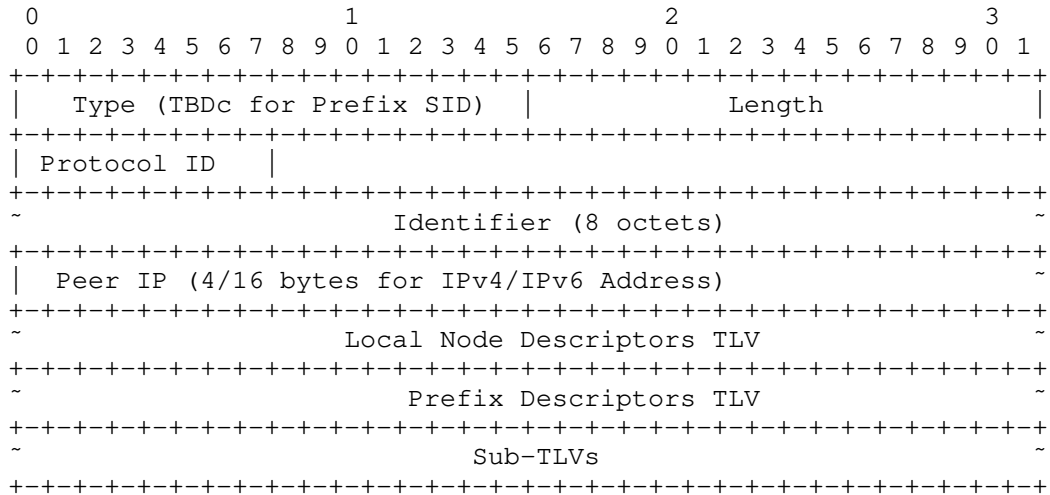 0                   1                   2                   3
 0 1 2 3 4 5 6 7 8 9 0 1 2 3 4 5 6 7 8 9 0 1 2 3 4 5 6 7 8 9 0 1
+-+-+-+-+-+-+-+-+-+-+-+-+-+-+-+-+-+-+-+-+-+-+-+-+-+-+-+-+-+-+-+-+
|   Type (TBDc for Prefix SID)  |            Length             |
+-+-+-+-+-+-+-+-+-+-+-+-+-+-+-+-+-+-+-+-+-+-+-+-+-+-+-+-+-+-+-+-+
| Protocol ID   |
+-+-+-+-+-+-+-+-+-+-+-+-+-+-+-+-+-+-+-+-+-+-+-+-+-+-+-+-+-+-+-+-+
~                       Identifier (8 octets)                   ~
+-+-+-+-+-+-+-+-+-+-+-+-+-+-+-+-+-+-+-+-+-+-+-+-+-+-+-+-+-+-+-+-+
|  Peer IP (4/16 bytes for IPv4/IPv6 Address)                   ~
+-+-+-+-+-+-+-+-+-+-+-+-+-+-+-+-+-+-+-+-+-+-+-+-+-+-+-+-+-+-+-+-+
~                    Local Node Descriptors TLV                 ~
+-+-+-+-+-+-+-+-+-+-+-+-+-+-+-+-+-+-+-+-+-+-+-+-+-+-+-+-+-+-+-+-+
~                        Prefix Descriptors TLV                 ~
+-+-+-+-+-+-+-+-+-+-+-+-+-+-+-+-+-+-+-+-+-+-+-+-+-+-+-+-+-+-+-+-+
~                            Sub-TLVs                           ~
+-+-+-+-+-+-+-+-+-+-+-+-+-+-+-+-+-+-+-+-+-+-+-+-+-+-+-+-+-+-+-+-+